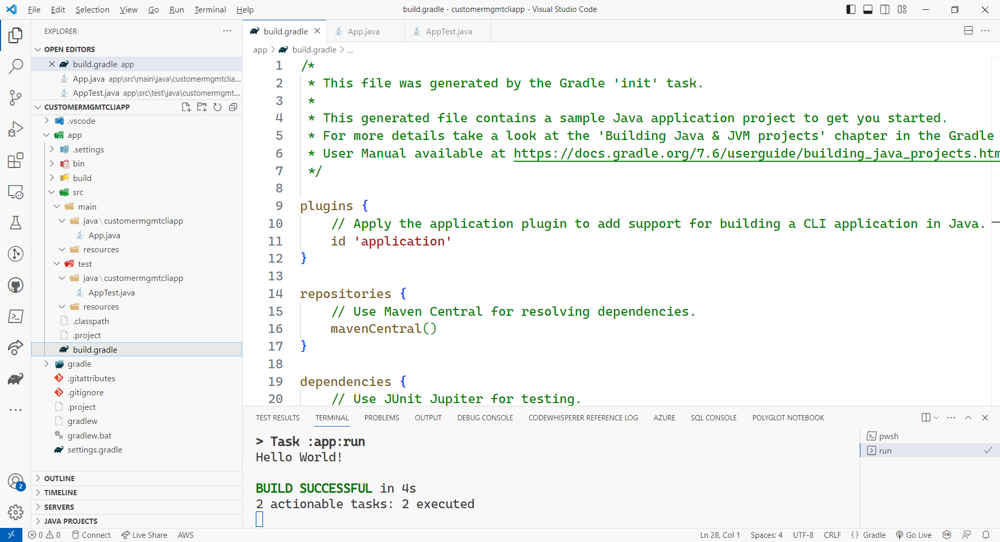 File Edit Selection View Go Run Terminal Help
build.gradle - customermgmtcliapp - Visual Studio Code
EXPLORER
OPEN EDITORS
build.gradle app
App.java app\src\main\java\customermgmtclia...
AppTest.java app\src\test\java\customermgmt...
CUSTOMERMGMTCLIAPP
.vscode
app
.settings
bin
build
src
main
java\customermgmtcliapp
App.java
resources
test
java\customermgmtcliapp
AppTest.java
resources
.classpath
.project
build.gradle
gradle
.gitattributes
.gitignore
.project
gradlew
gradlew.bat
settings.gradle
OUTLINE
TIMELINE
SERVERS
JAVA PROJECTS
2
build.gradle App.java AppTest.java
app > build.gradle > ...
1 /*
2 * This file was generated by the Gradle 'init' task.
3 *
4 * This generated file contains a sample Java application project to get you started.
5 * For more details take a look at the 'Building Java & JVM projects' chapter in the Gradle
6 * User Manual available at https://docs.gradle.org/7.6/userguide/building_java_projects.htm
7 */
8
9 plugins {
10 // Apply the application plugin to add support for building a CLI application in Java.
11 id 'application'
12 }
13
14 repositories {
15 // Use Maven Central for resolving dependencies.
16 mavenCentral()
17 }
18
19 dependencies {
20 // Use JUnit Jupiter for testing.
TEST RESULTS TERMINAL PROBLEMS OUTPUT DEBUG CONSOLE CODEWHISPERER REFERENCE LOG AZURE SQL CONSOLE POLYGLOT NOTEBOOK
> Task :app:run
Hello World!
BUILD SUCCESSFUL in 4s
2 actionable tasks: 2 executed
pwsh
run
0 0 Connect Live Share AWS
Ln 28, Col 1 Spaces: 4 UTF-8 CRLF {} Gradle Go Live